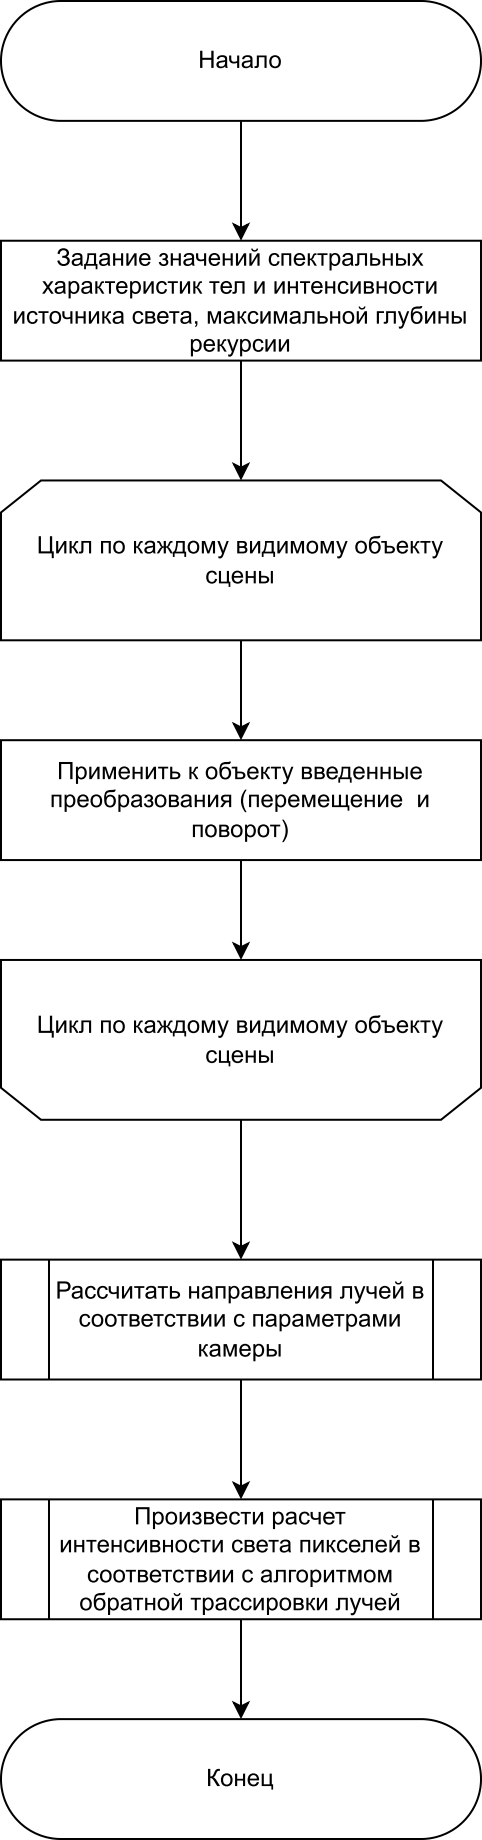 Начало
Задание значений спектральных
характеристик тел и интенсивности
источника света, максимальной глубины
рекурсии
Цикл по каждому видимому объекту
сцены
Применить к объекту введенные
преобразования (перемещение  и
поворот)
Цикл по каждому видимому объекту
сцены
Рассчитать направления лучей в
соответствии с параметрами
камеры
Произвести расчет
интенсивности света пикселей в
соответствии с алгоритмом
обратной трассировки лучей
Конец